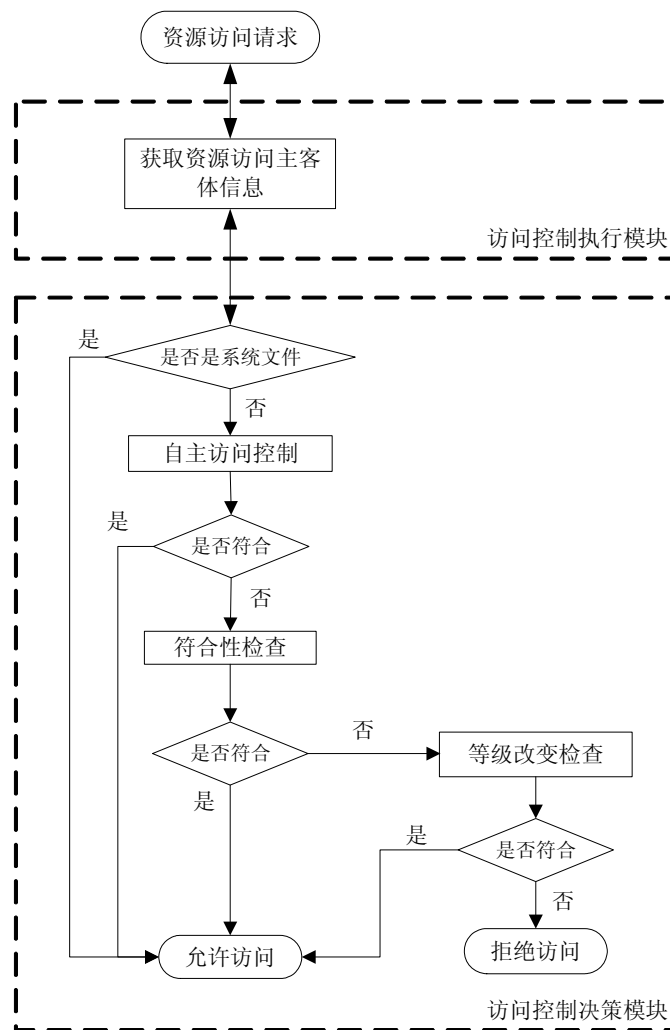 资源访问请求
获取资源访问主客
体信息
访问控制执行模块
是
是否是系统文件
否
自主访问控制
是
是否符合
否
符合性检查
是否符合
否
等级改变检查
是
是
是否符合
否
允许访问
拒绝访问
访问控制决策模块